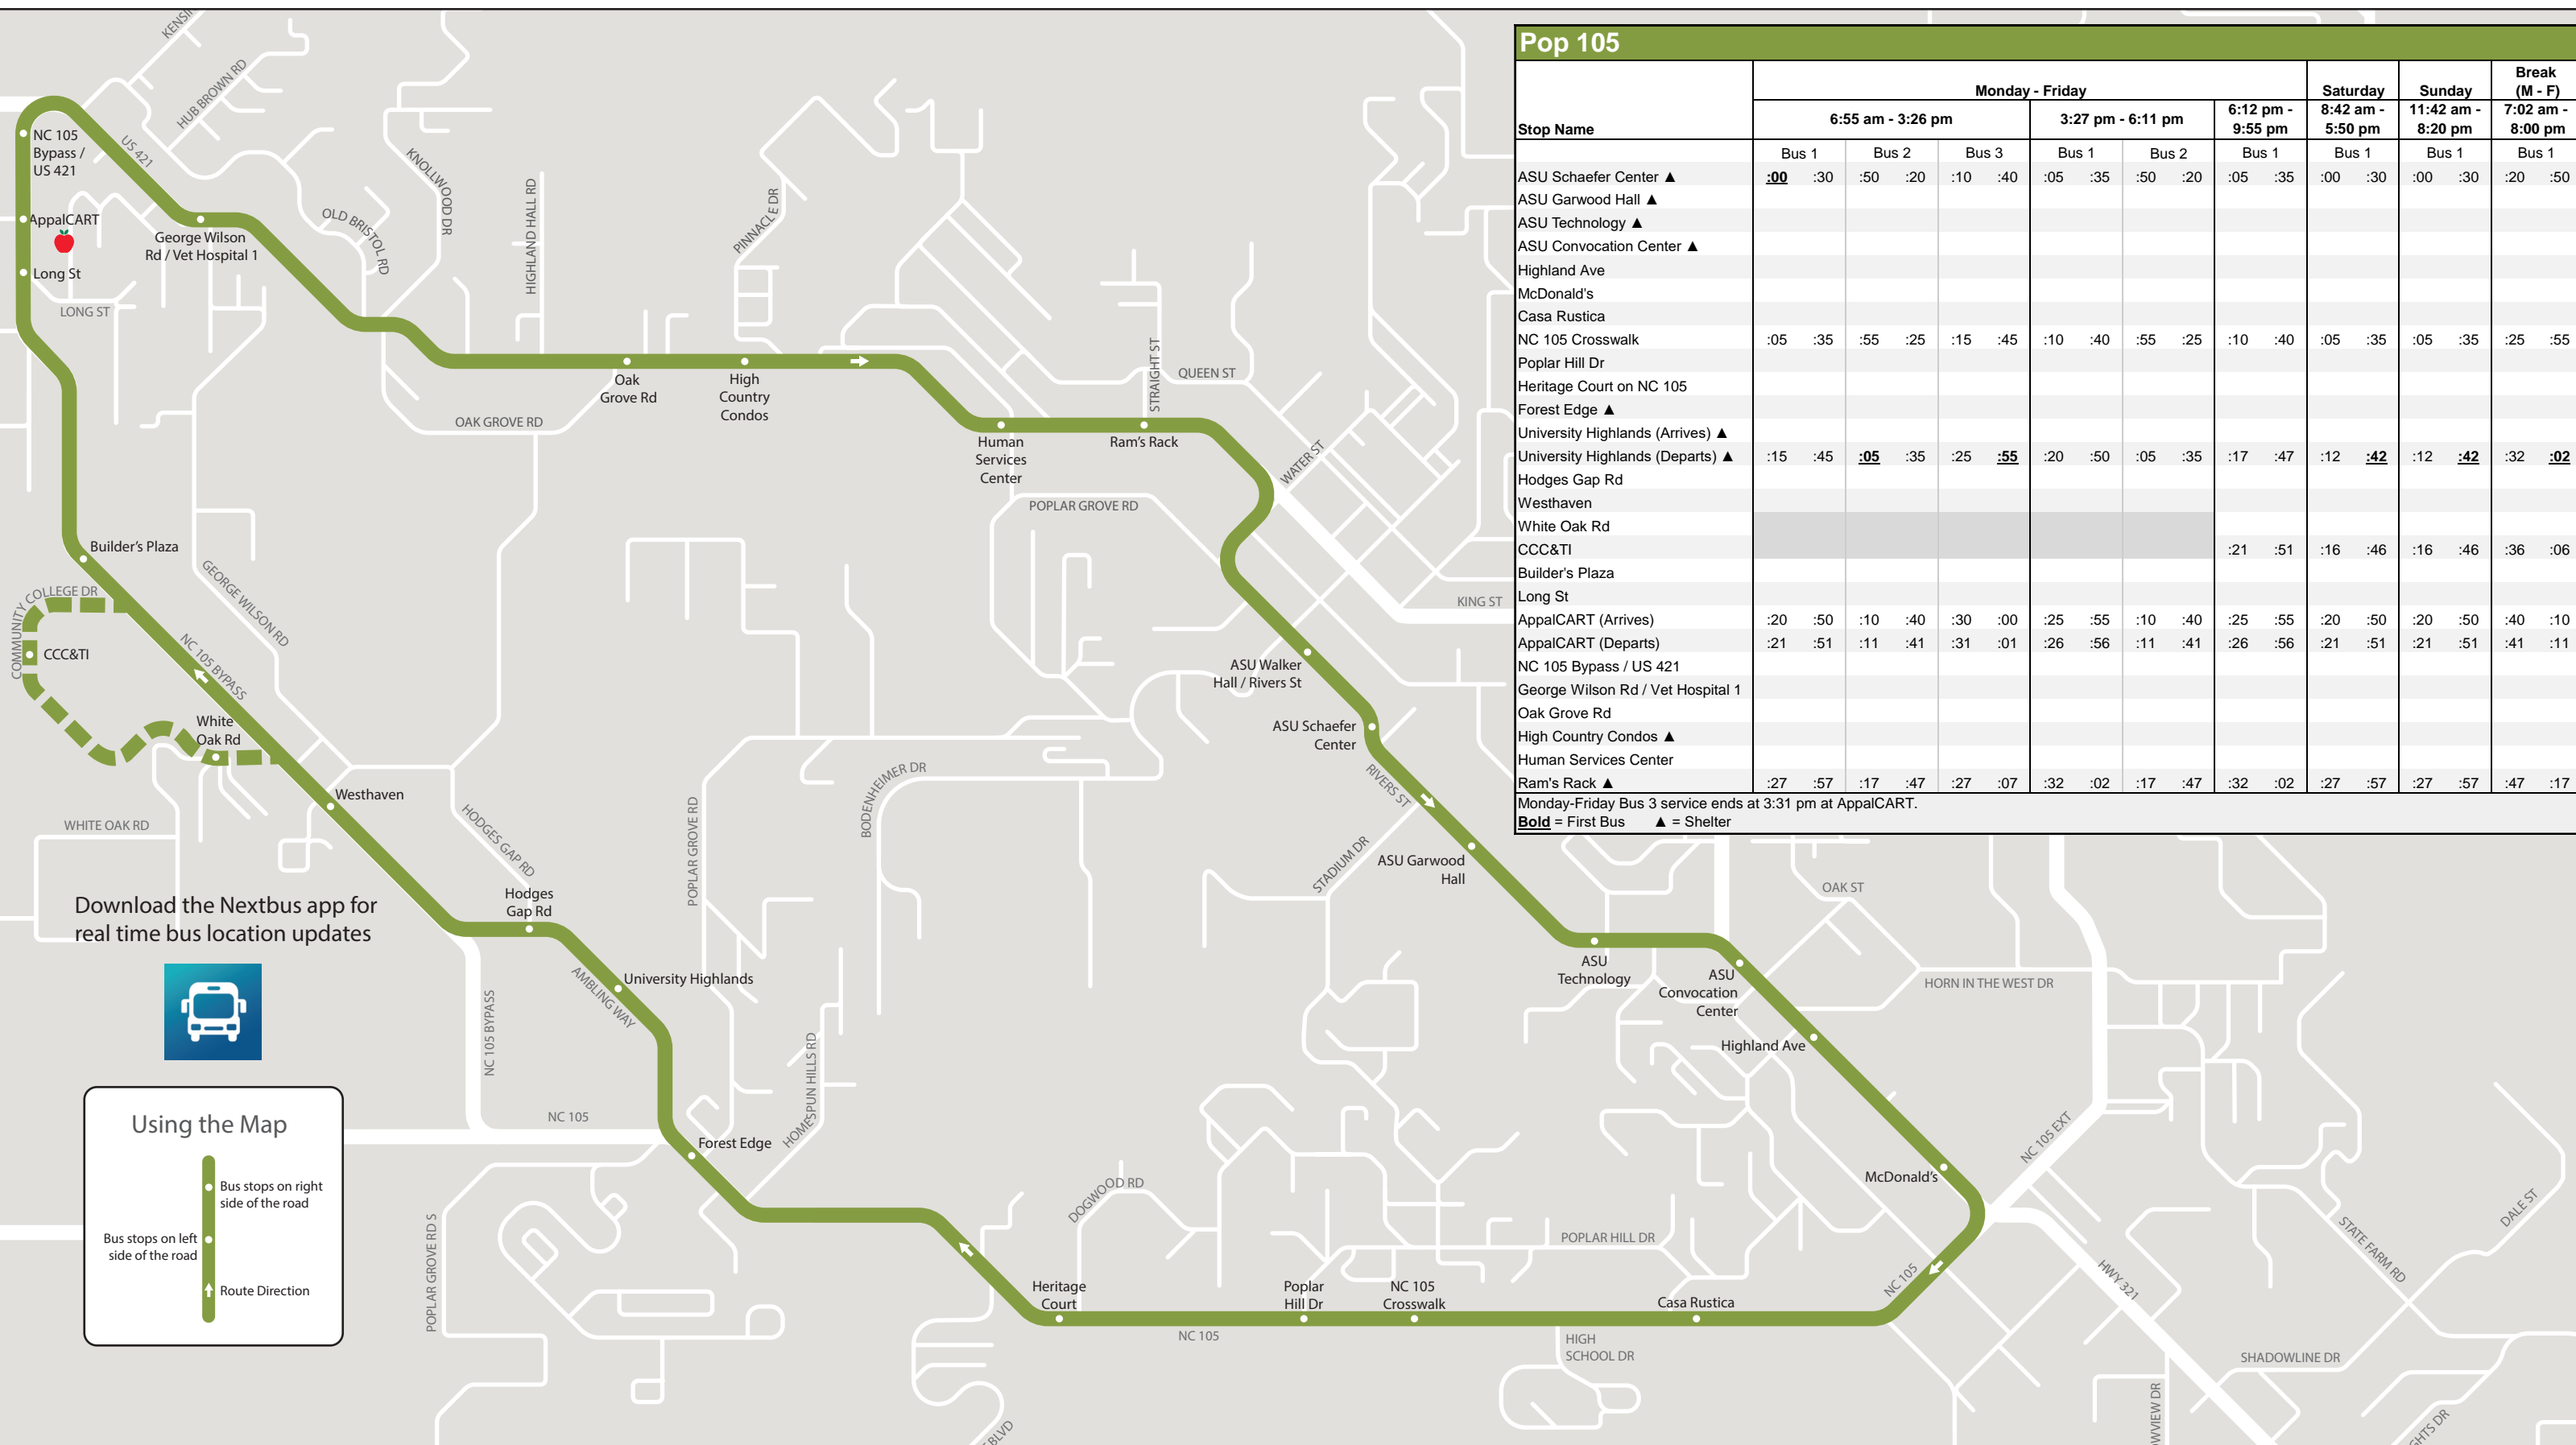 KENSI
HUB BROWN RD
US 421
NC 105
Bypass /
US 421
AppalCART
Long St
LONG ST
George Wilson
Rd / Vet Hospital 1
OLD BRISTOL RD
KNOLLWOOD DR
HIGHLAND HALL RD
PINNACLE DR
Oak
Grove Rd
High
Country
Condos
OAK GROVE RD
STRAIGHT ST
QUEEN ST
Human
Services
Center
Ram's Rack
WATER ST
POPLAR GROVE RD
KING ST
Builder's Plaza
COMMUNITY COLLEGE DR
GEORGE WILSON RD
CCC&TI
NC 105 BYPASS
White
Oak Rd
Westhaven
WHITE OAK RD
HODGES GAP RD
ASU Walker
Hall / Rivers St
ASU Schaefer
Center
RIVERS ST
BODENHEIMER DR
POPLAR GROVE RD
STADIUM DR
ASU Garwood
Hall
Download the Nextbus app for
real time bus location updates
Hodges
Gap Rd
University Highlands
AMBLING WAY
NC 105 BYPASS
ASU
Technology
ASU
Convocation
Center
Highland Ave
OAK ST
HORN IN THE WEST DR
NC 105
HOMESPUN HILLS RD
Forest Edge
McDonald's
NC 105 EXT
DOGWOOD RD
POPLAR HILL DR
POPLAR GROVE RD S
Heritage
Court
Poplar
Hill Dr
NC 105
Crosswalk
Casa Rustica
NC 105
NC 105
HIGH
SCHOOL DR
HWY 321
STATE FARM RD
DALE ST
SHADOWLINE DR
WVIEW DR
GHTS DR
BLVD
Using the Map
Bus stops on right
side of the road
Bus stops on left
side of the road
Route Direction
Pop 105
Stop Name Monday - Friday Saturday Sunday Break (M - F)
6:55 am - 3:26 pm 3:27 pm - 6:11 pm 6:12 pm - 9:55 pm 8:42 am - 5:50 pm 11:42 am - 8:20 pm 7:02 am - 8:00 pm
Bus 1 Bus 2 Bus 3 Bus 1 Bus 2 Bus 1 Bus 1 Bus 1 Bus 1
ASU Schaefer Center ▲ :00 :30 :50 :20 :10 :40 :05 :35 :50 :20 :05 :35 :00 :30 :00 :30 :20 :50
ASU Garwood Hall ▲
ASU Technology ▲
ASU Convocation Center ▲
Highland Ave
McDonald's
Casa Rustica
NC 105 Crosswalk :05 :35 :55 :25 :15 :45 :10 :40 :55 :25 :10 :40 :05 :35 :05 :35 :25 :55
Poplar Hill Dr
Heritage Court on NC 105
Forest Edge ▲
University Highlands (Arrives) ▲
University Highlands (Departs) ▲ :15 :45 :05 :35 :25 :55 :20 :50 :05 :35 :17 :47 :12 :42 :12 :42 :32 :02
Hodges Gap Rd
Westhaven
White Oak Rd
CCC&TI :21 :51 :16 :46 :16 :46 :36 :06
Builder's Plaza
Long St
AppalCART (Arrives) :20 :50 :10 :40 :30 :00 :25 :55 :10 :40 :25 :55 :20 :50 :20 :50 :40 :10
AppalCART (Departs) :21 :51 :11 :41 :31 :01 :26 :56 :11 :41 :26 :56 :21 :51 :21 :51 :41 :11
NC 105 Bypass / US 421
George Wilson Rd / Vet Hospital 1
Oak Grove Rd
High Country Condos ▲
Human Services Center
Ram's Rack ▲ :27 :57 :17 :47 :27 :07 :32 :02 :17 :47 :32 :02 :27 :57 :27 :57 :47 :17
Monday-Friday Bus 3 service ends at 3:31 pm at AppalCART.
Bold = First Bus ▲ = Shelter